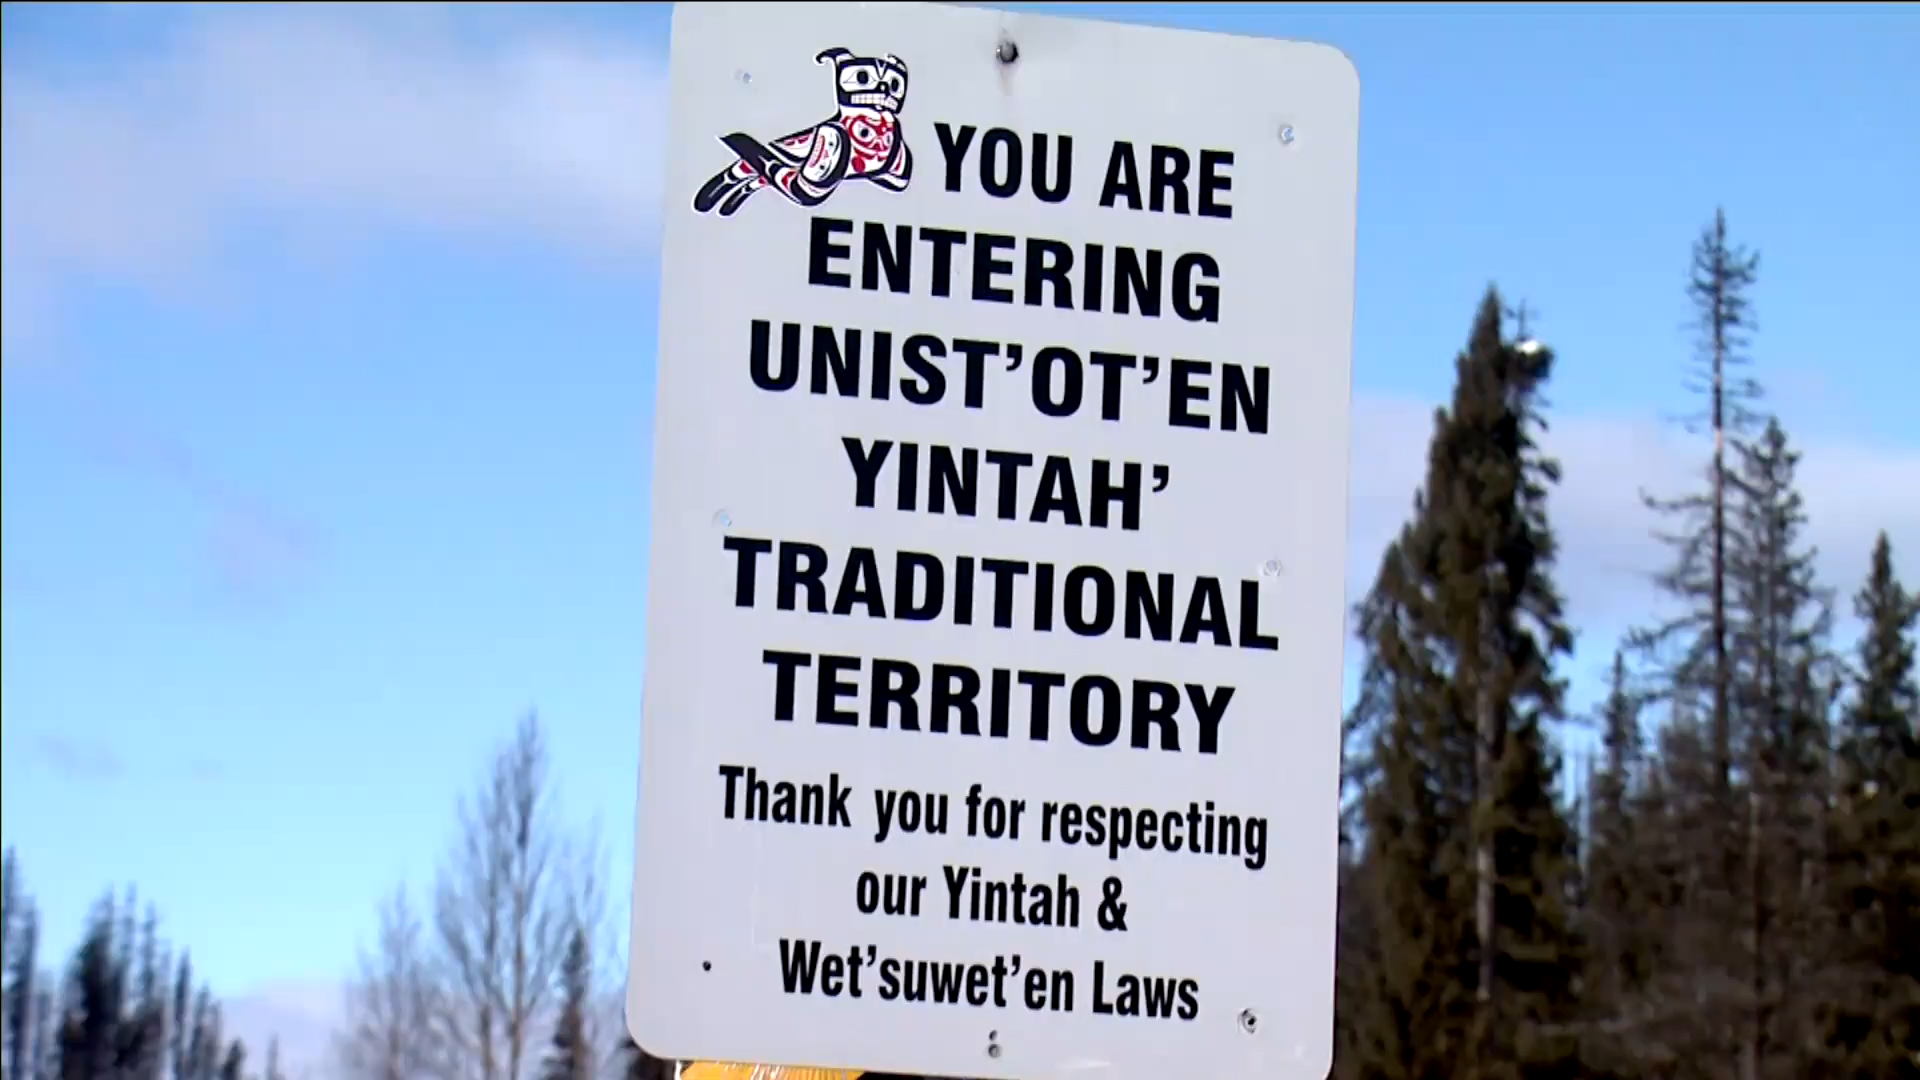 YOU ARE
ENTERING
UNIST’OT’EN
YINTAH’
TRADITIONAL
TERRITORY
Thank you for respecting
our Yintah &
Wet’suwet’en Laws